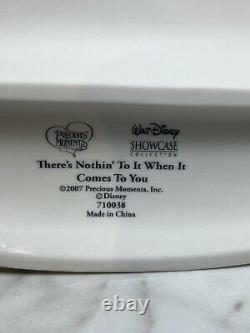 PRECIOUS MOMENTS
WALT DISNEY
SHOWCASE
COLLECTION
There's Nothin' To It When It
Comes To You
©2007 Precious Moments, Inc.
©Disney
710038
Made in China